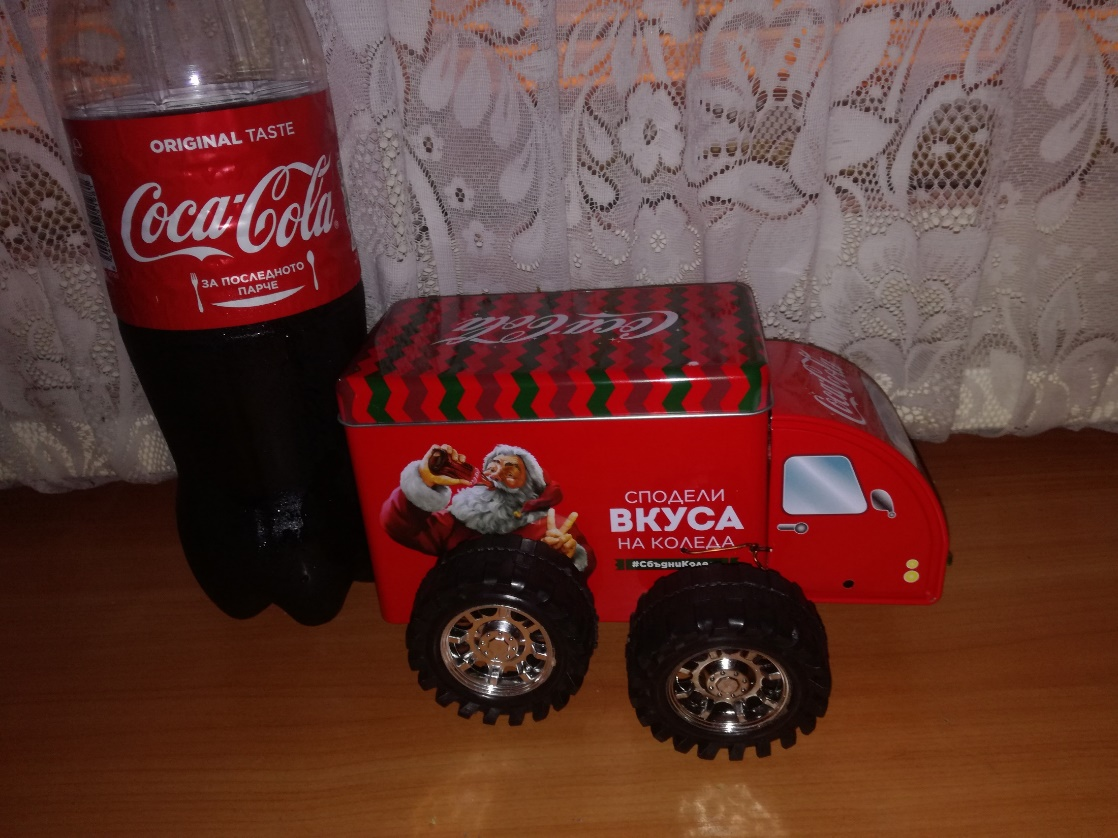 ORIGINAL TASTE
Coca-Cola
ЗА ПОСЛЕДНОТО
ПАРЧЕ
Coca-Cola
Coca-Cola
СПОДЕЛИ
ВКУСА
НА КОЛЕДА